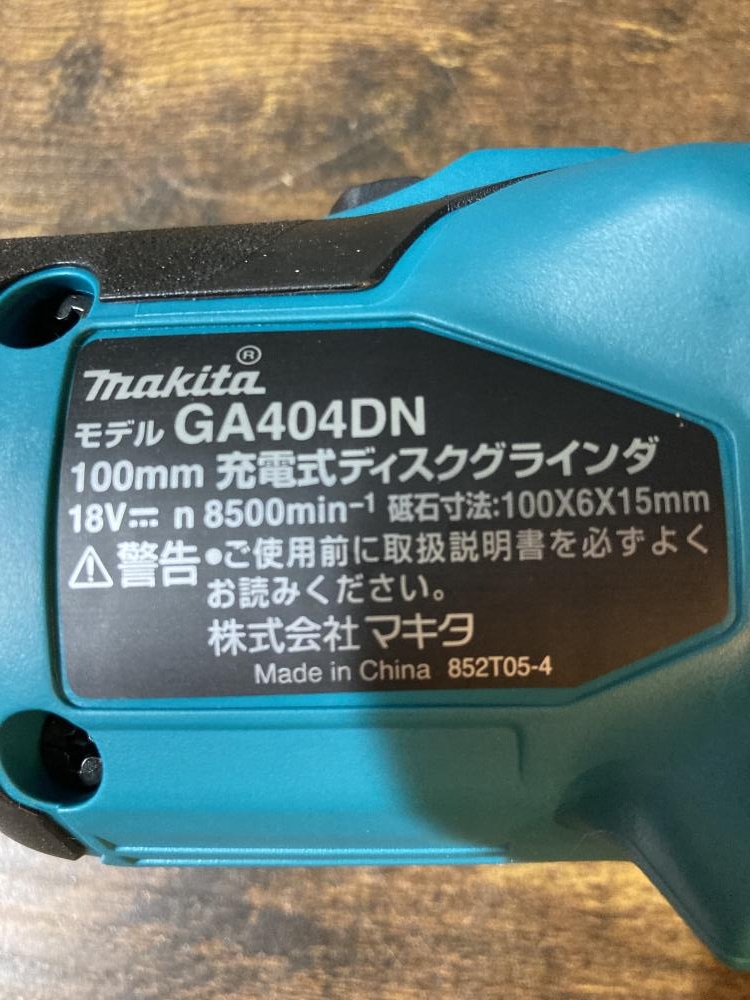 makita®
モデル GA404DN
100mm 充電式ディスクグラインダ
18V⎓ n 8500min⁻¹ 砥石寸法:100X6X15mm
⚠警告 •ご使用前に取扱説明書を必ずよく
お読みください。
株式会社マキタ
Made in China 852T05-4